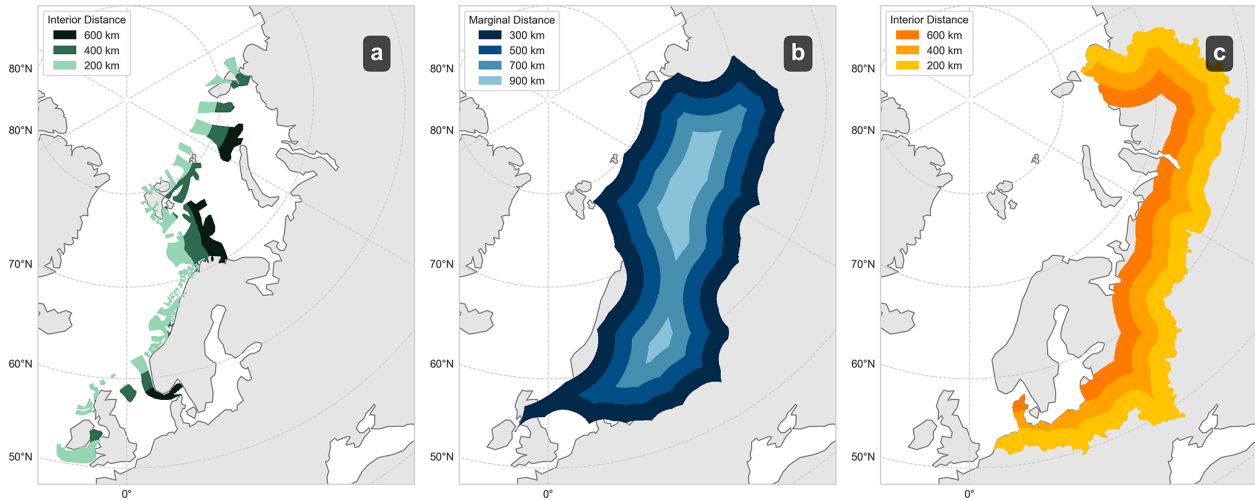 Interior Distance
600 km
400 km
200 km
a
80°N
80°N
70°N
60°N
50°N
0°
Marginal Distance
300 km
500 km
700 km
900 km
b
80°N
80°N
70°N
60°N
50°N
0°
Interior Distance
600 km
400 km
200 km
c
80°N
80°N
70°N
60°N
50°N
0°